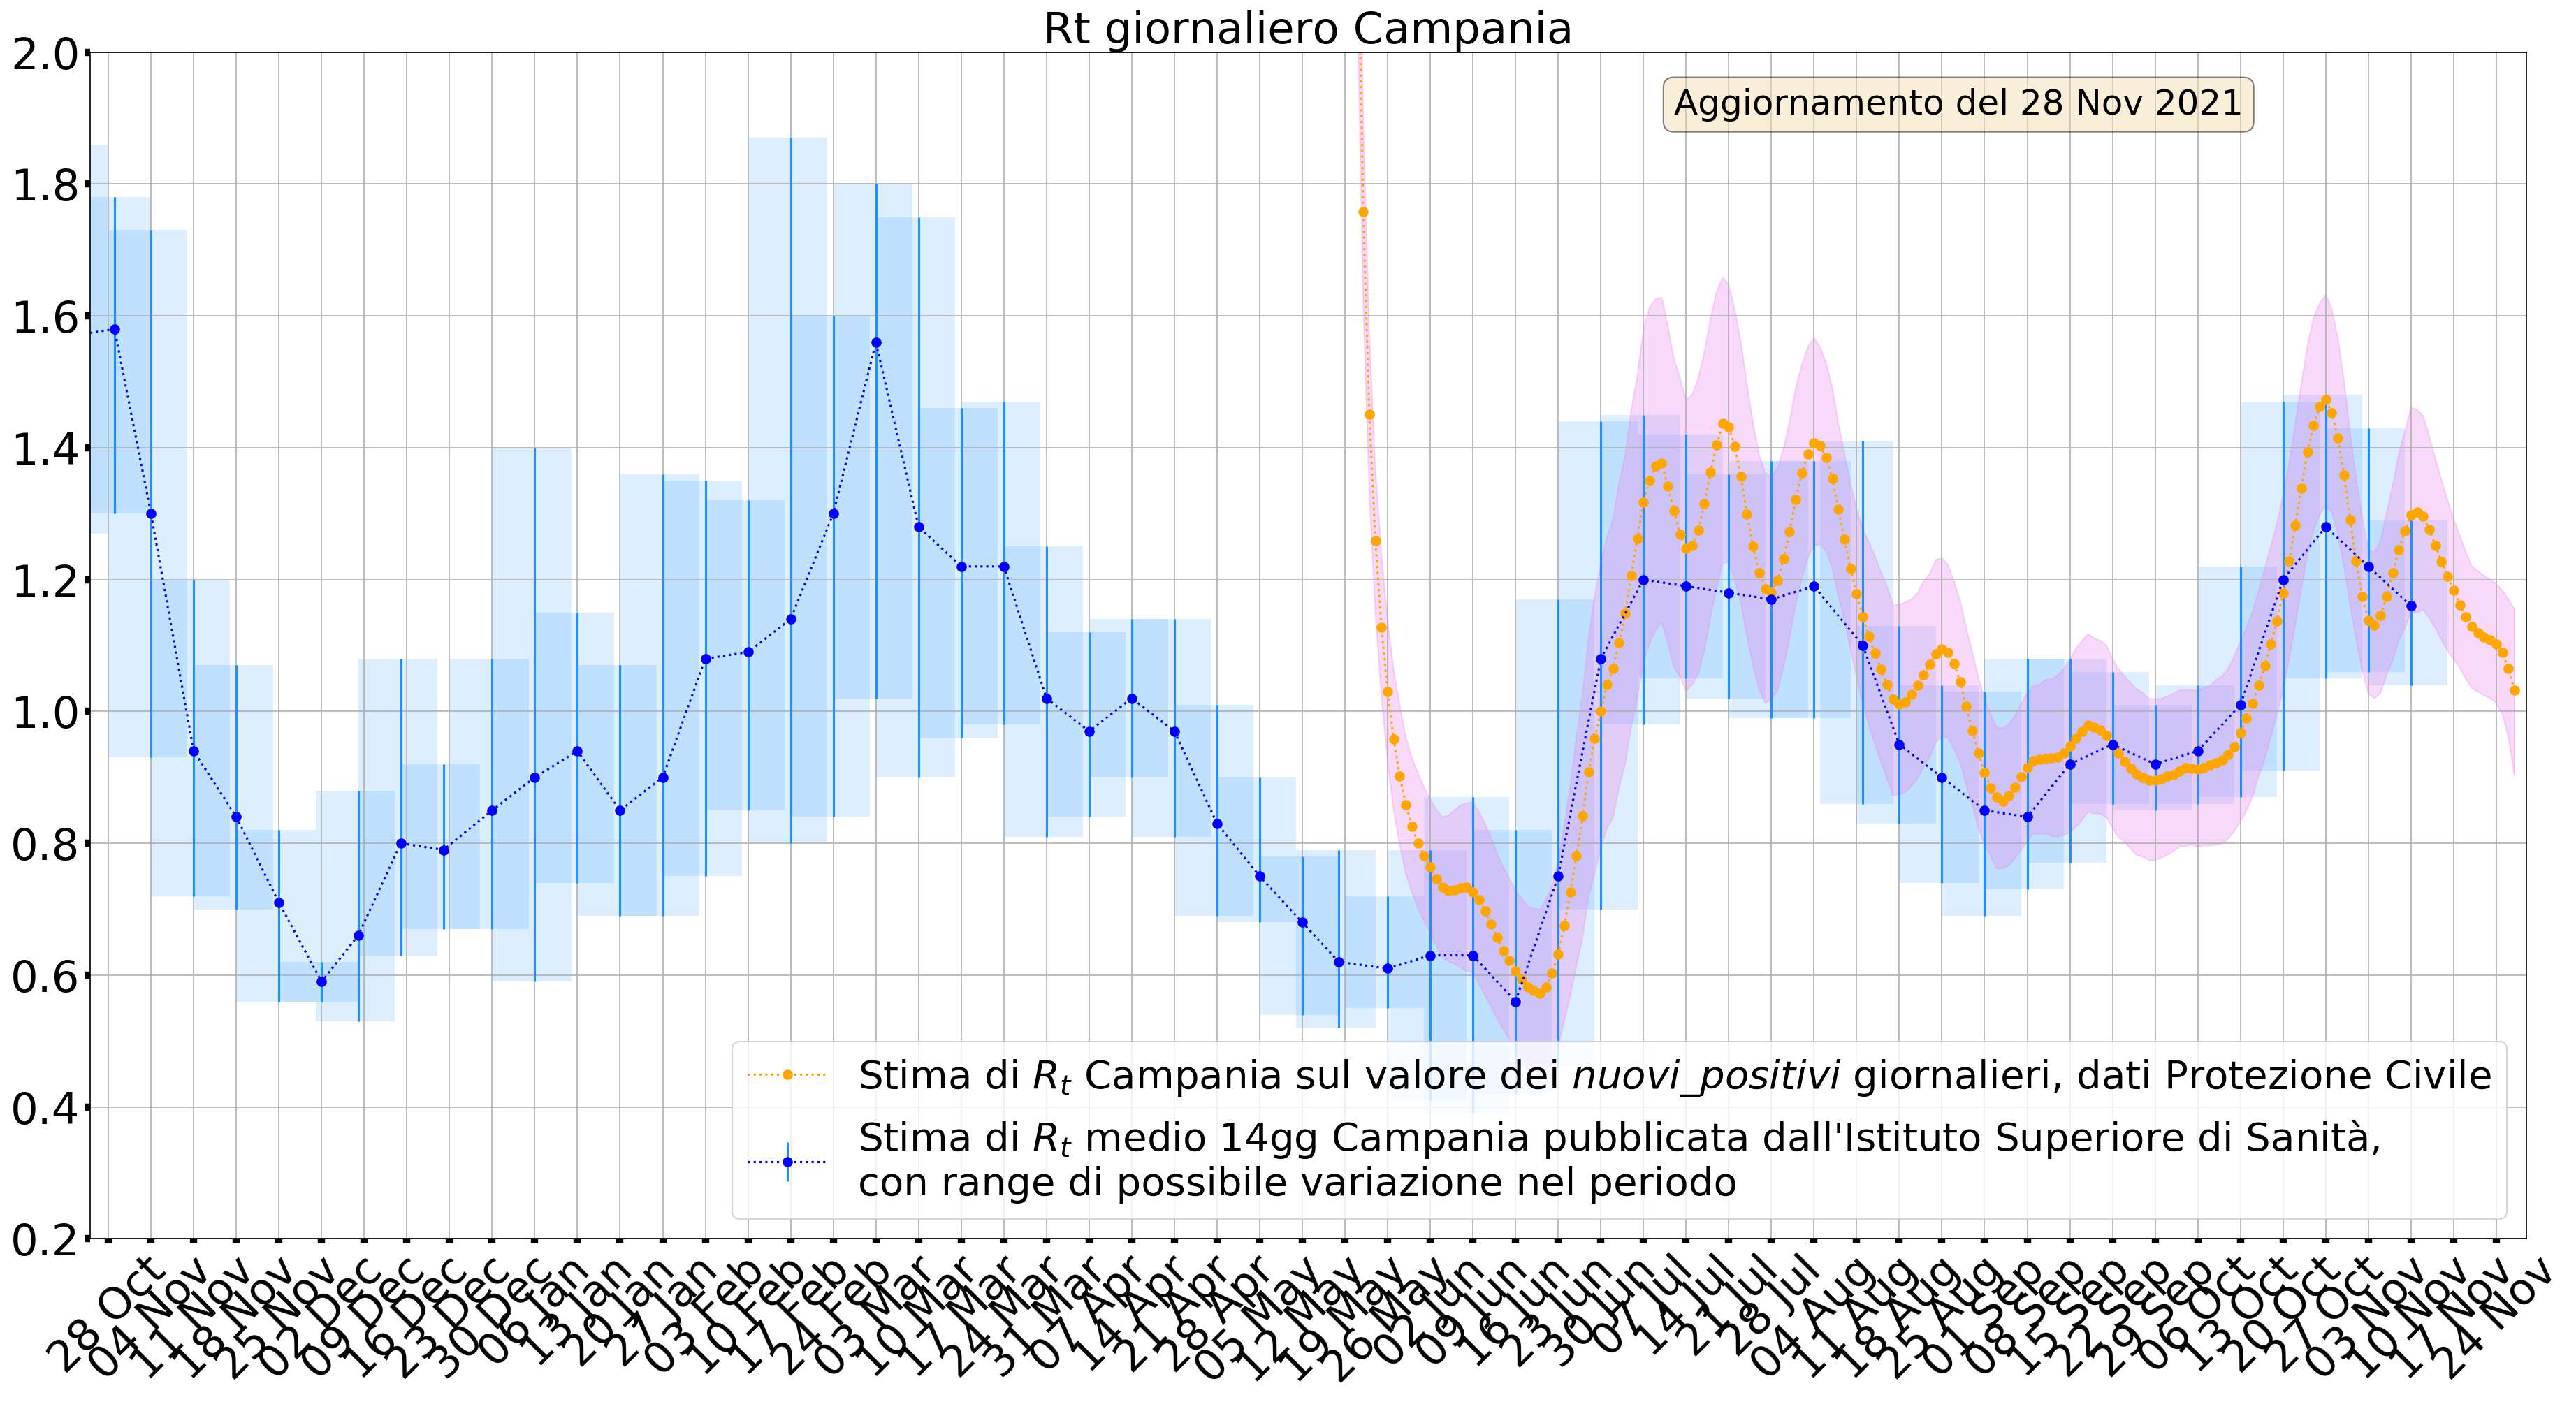 Rt giornaliero Campania
Aggiornamento del 28 Nov 2021
2.0
1.8
1.6
1.4
1.2
1.0
0.8
0.6
0.4
0.2
Stima di Rt Campania sul valore dei nuovi_positivi giornalieri, dati Protezione Civile
Stima di Rt medio 14gg Campania pubblicata dall'Istituto Superiore di Sanità,
con range di possibile variazione nel periodo
28 Oct
04 Nov
11 Nov
18 Nov
25 Nov
02 Dec
09 Dec
16 Dec
23 Dec
30 Dec
06 Jan
13 Jan
20 Jan
27 Jan
03 Feb
10 Feb
17 Feb
24 Feb
03 Mar
10 Mar
17 Mar
24 Mar
31 Mar
07 Apr
14 Apr
21 Apr
28 Apr
05 May
12 May
19 May
26 May
02 Jun
09 Jun
16 Jun
23 Jun
30 Jun
07 Jul
14 Jul
21 Jul
28 Jul
04 Aug
11 Aug
18 Aug
25 Aug
01 Sep
08 Sep
15 Sep
22 Sep
29 Sep
06 Oct
13 Oct
20 Oct
27 Oct
03 Nov
10 Nov
17 Nov
24 Nov